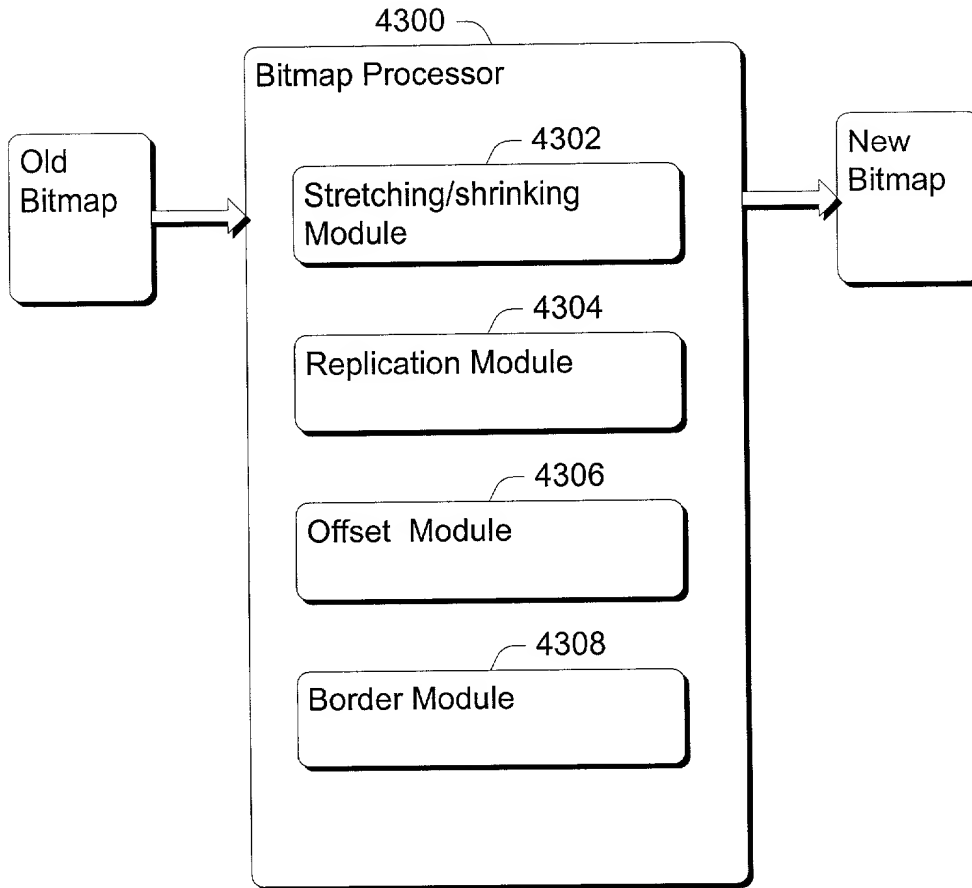 4300
Bitmap Processor
Old
Bitmap
New
Bitmap
4302
Stretching/shrinking
Module
4304
Replication Module
4306
Offset Module
4308
Border Module